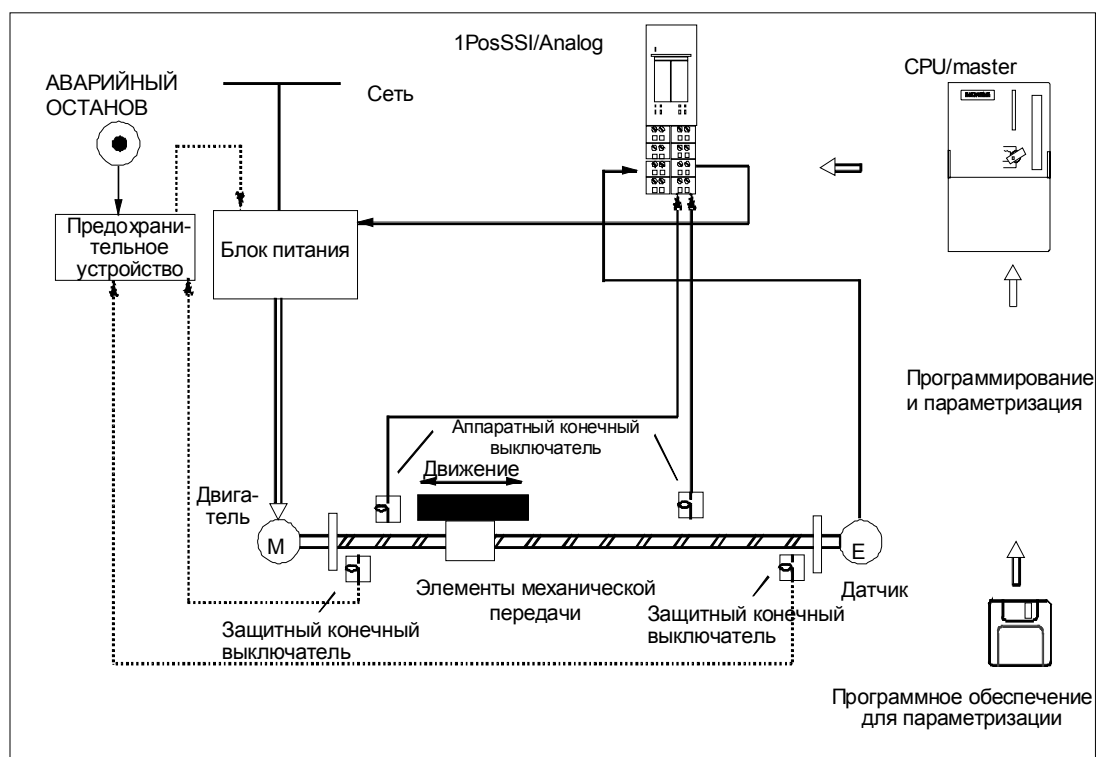 1PosSSI/Analog
CPU/master
АВАРИЙНЫЙ
ОСТАНОВ
Сеть
SIEMENS
Предохрани-
тельное
устройство
Блок питания
Программирование
и параметризация
Аппаратный конечный
выключатель
Движение
Двига-
тель
M
E
Элементы механической
передачи
Датчик
Защитный конечный
выключатель
Защитный конечный
выключатель
Программное обеспечение
для параметризации